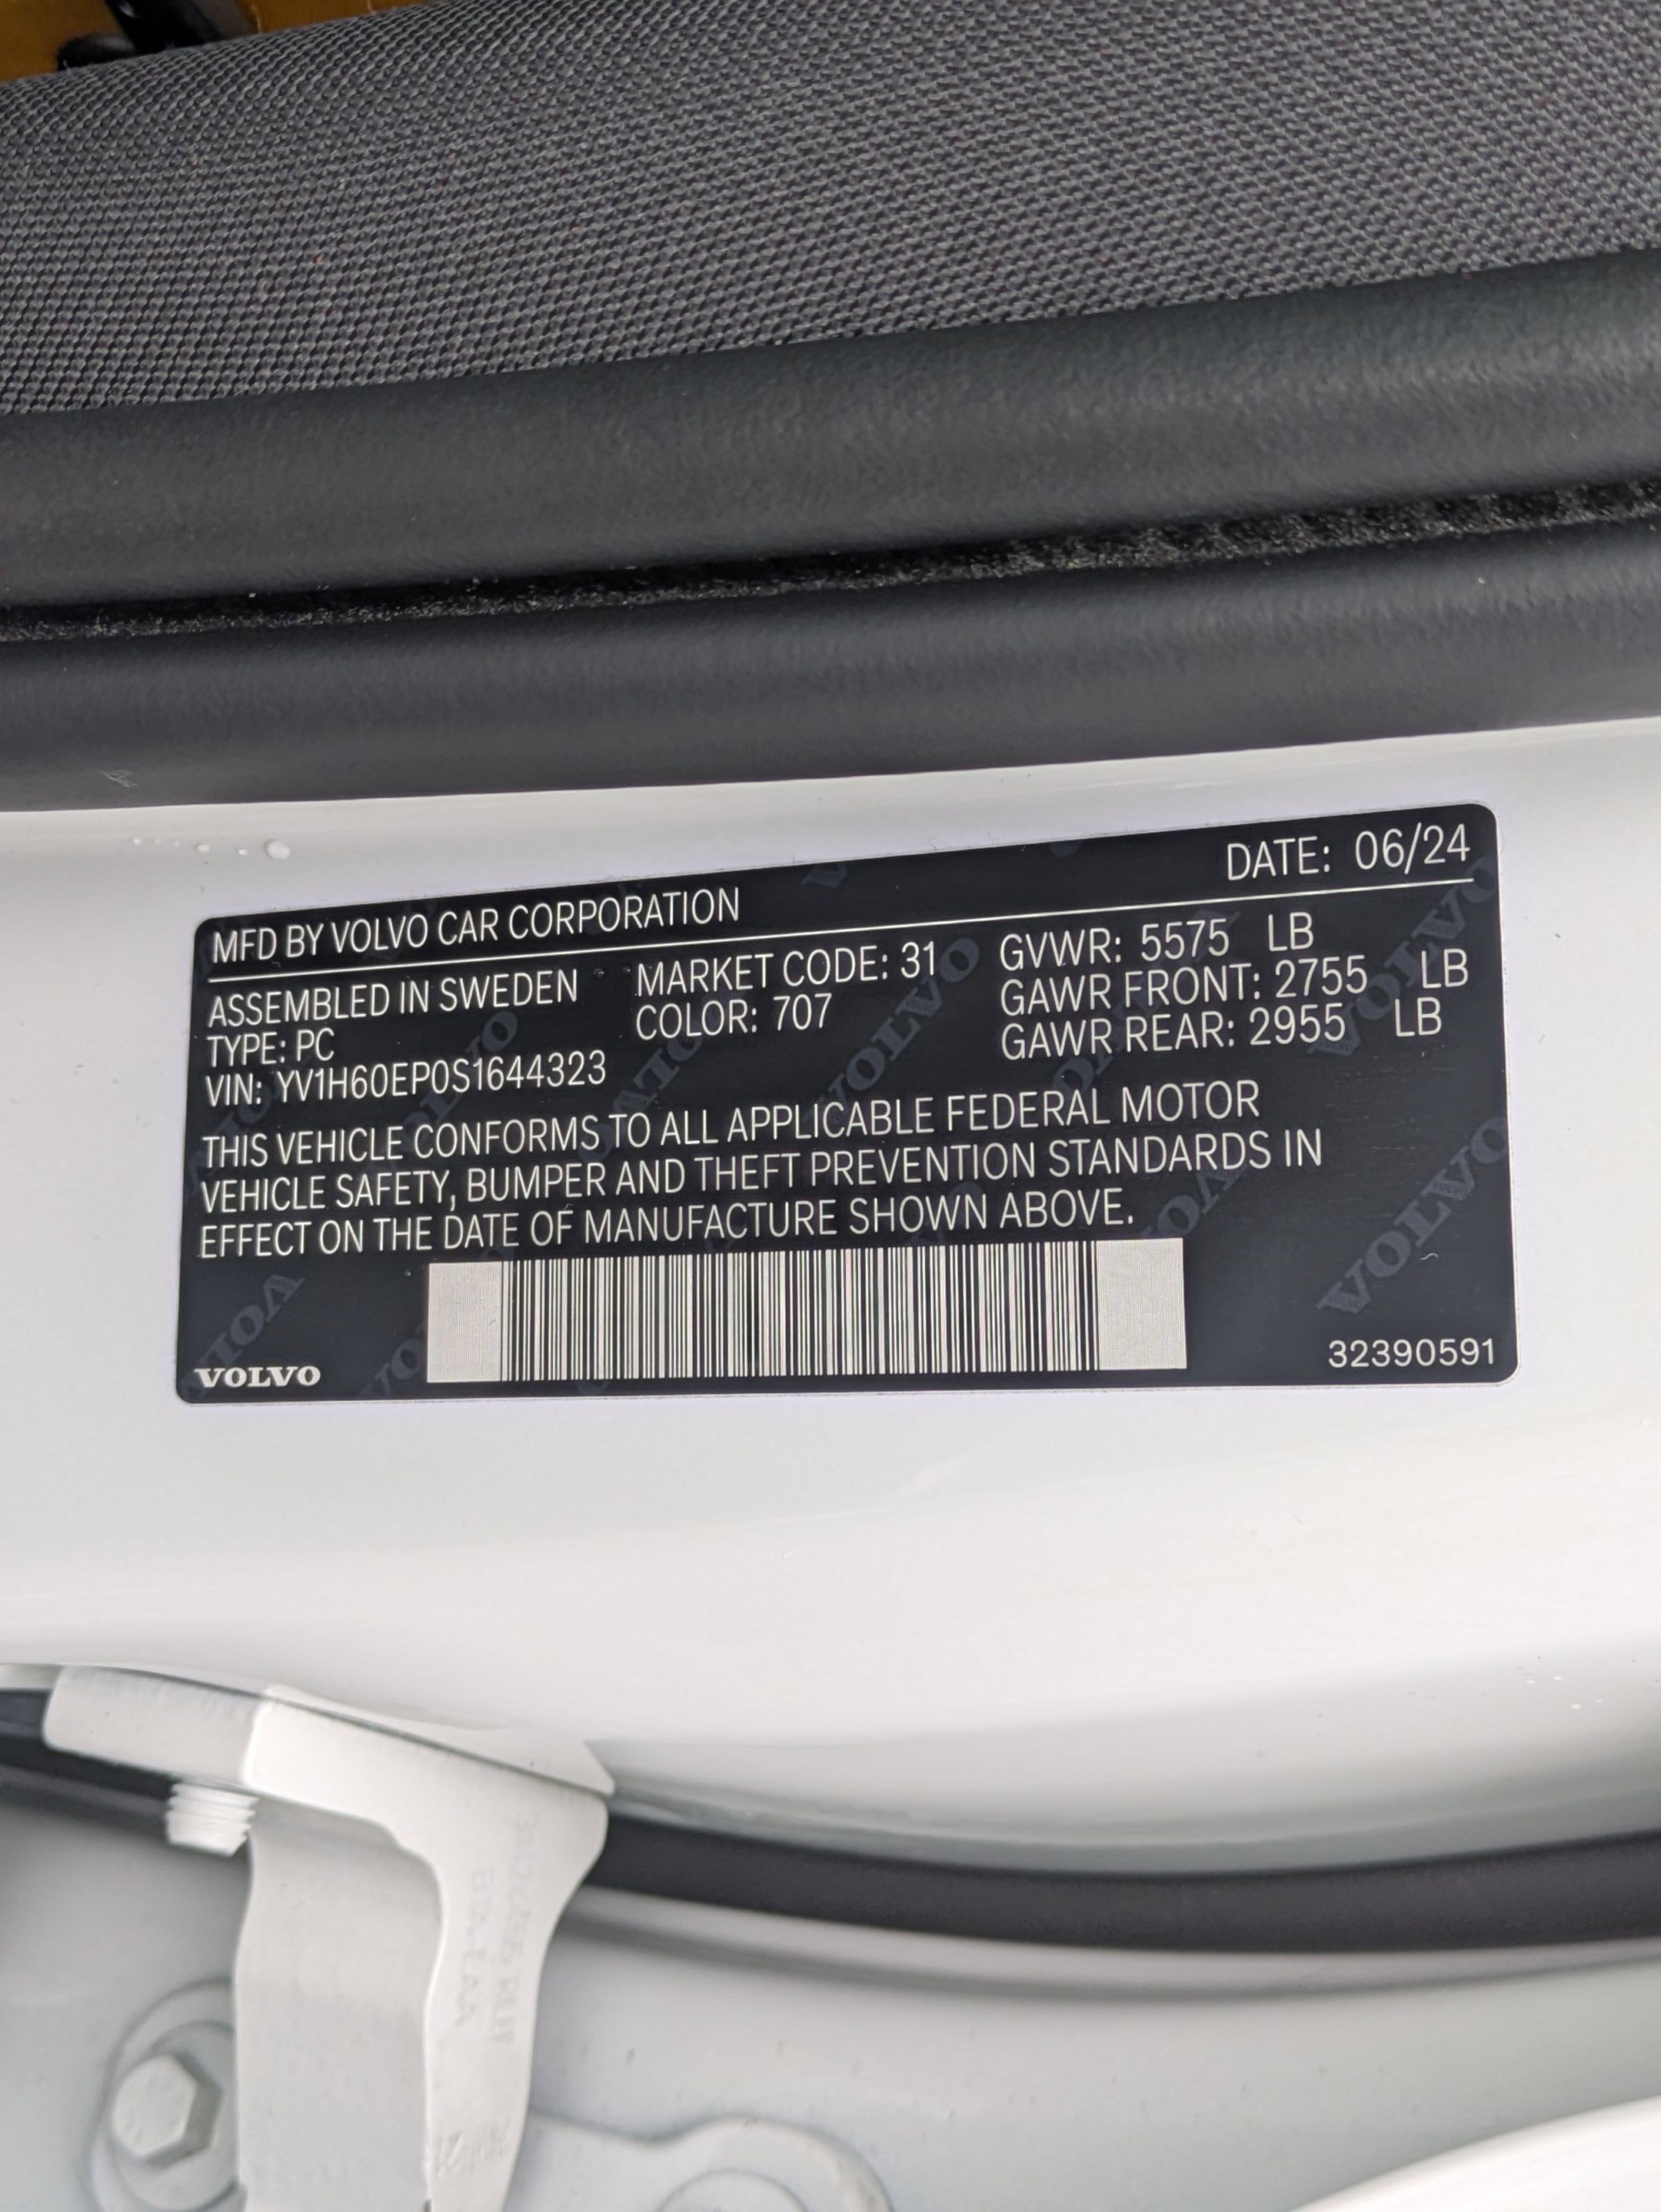 MFD BY VOLVO CAR CORPORATION DATE: 06/24
ASSEMBLED IN SWEDEN MARKET CODE: 31 GVWR: 5575 LB
TYPE: PC COLOR: 707 GAWR FRONT: 2755 LB
VIN: YV1H60EP0S1644323 GAWR REAR: 2955 LB
THIS VEHICLE CONFORMS TO ALL APPLICABLE FEDERAL MOTOR
VEHICLE SAFETY, BUMPER AND THEFT PREVENTION STANDARDS IN
EFFECT ON THE DATE OF MANUFACTURE SHOWN ABOVE.
VOLVO 32390591